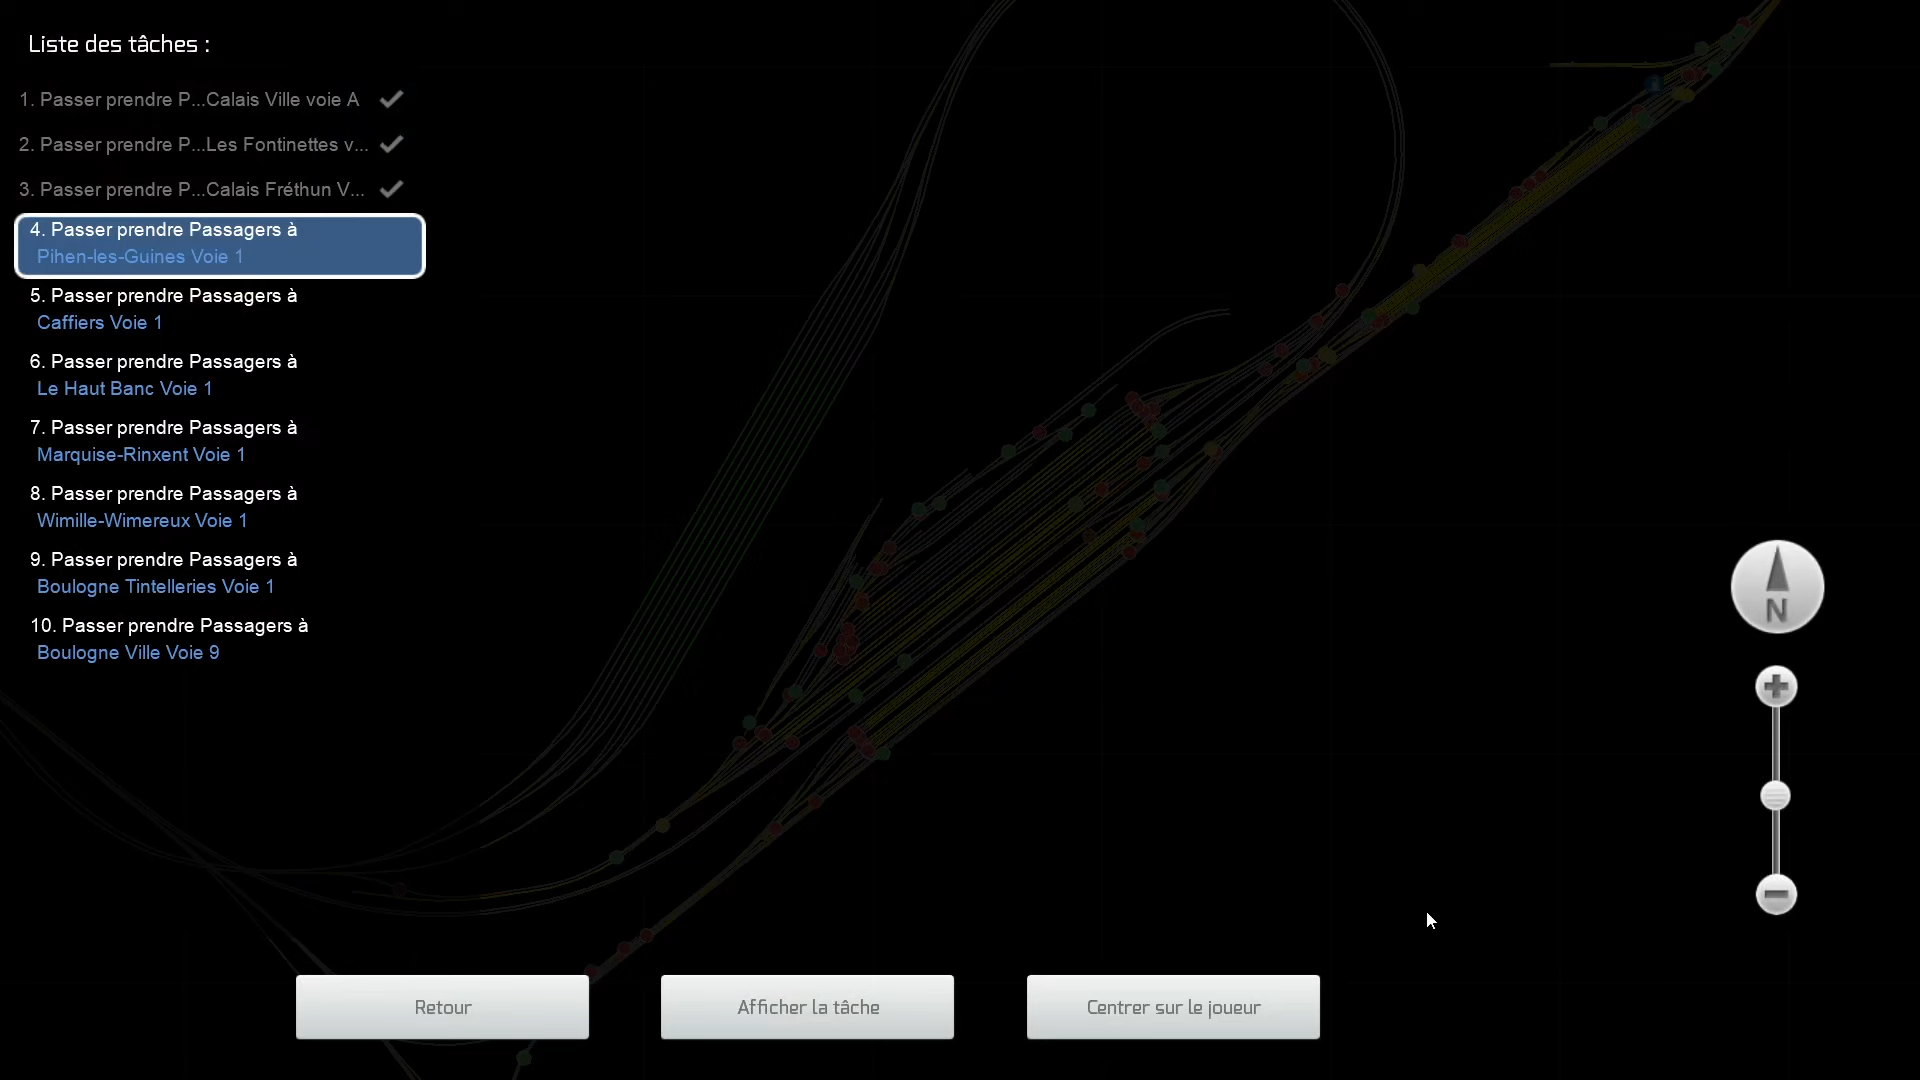 Liste des tâches :
1. Passer prendre P...Calais Ville voie A
2. Passer prendre P...Les Fontinettes v...
3. Passer prendre P...Calais Fréthun V...
4. Passer prendre Passagers à
Pihen-les-Guines Voie 1
5. Passer prendre Passagers à
Caffiers Voie 1
6. Passer prendre Passagers à
Le Haut Banc Voie 1
7. Passer prendre Passagers à
Marquise-Rinxent Voie 1
8. Passer prendre Passagers à
Wimille-Wimereux Voie 1
9. Passer prendre Passagers à
Boulogne Tintelleries Voie 1
10. Passer prendre Passagers à
Boulogne Ville Voie 9
N
Retour
Afficher la tâche
Centrer sur le joueur